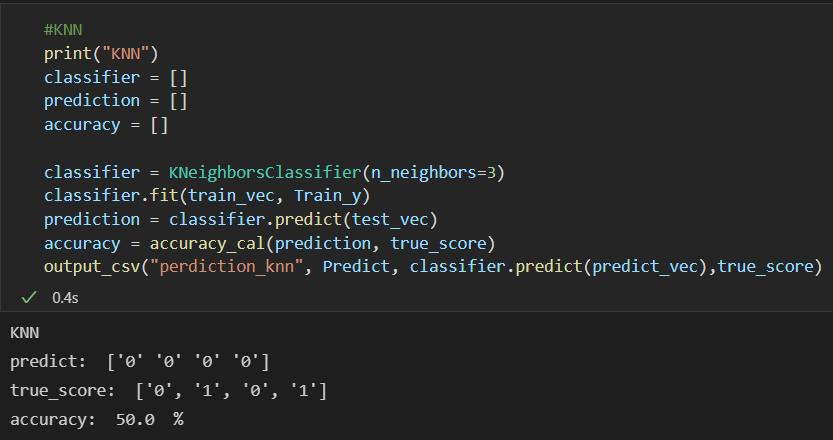 #KNN
print("KNN")
classifier = []
prediction = []
accuracy = []
classifier = KNeighborsClassifier(n_neighbors=3)
classifier.fit(train_vec, Train_y)
prediction = classifier.predict(test_vec)
accuracy = accuracy_cal(prediction, true_score)
output_csv("perdiction_knn", Predict, classifier.predict(predict_vec),true_score)
0.4s
KNN
predict:  ['0' '0' '0' '0']
true_score:  ['0', '1', '0', '1']
accuracy:  50.0  %